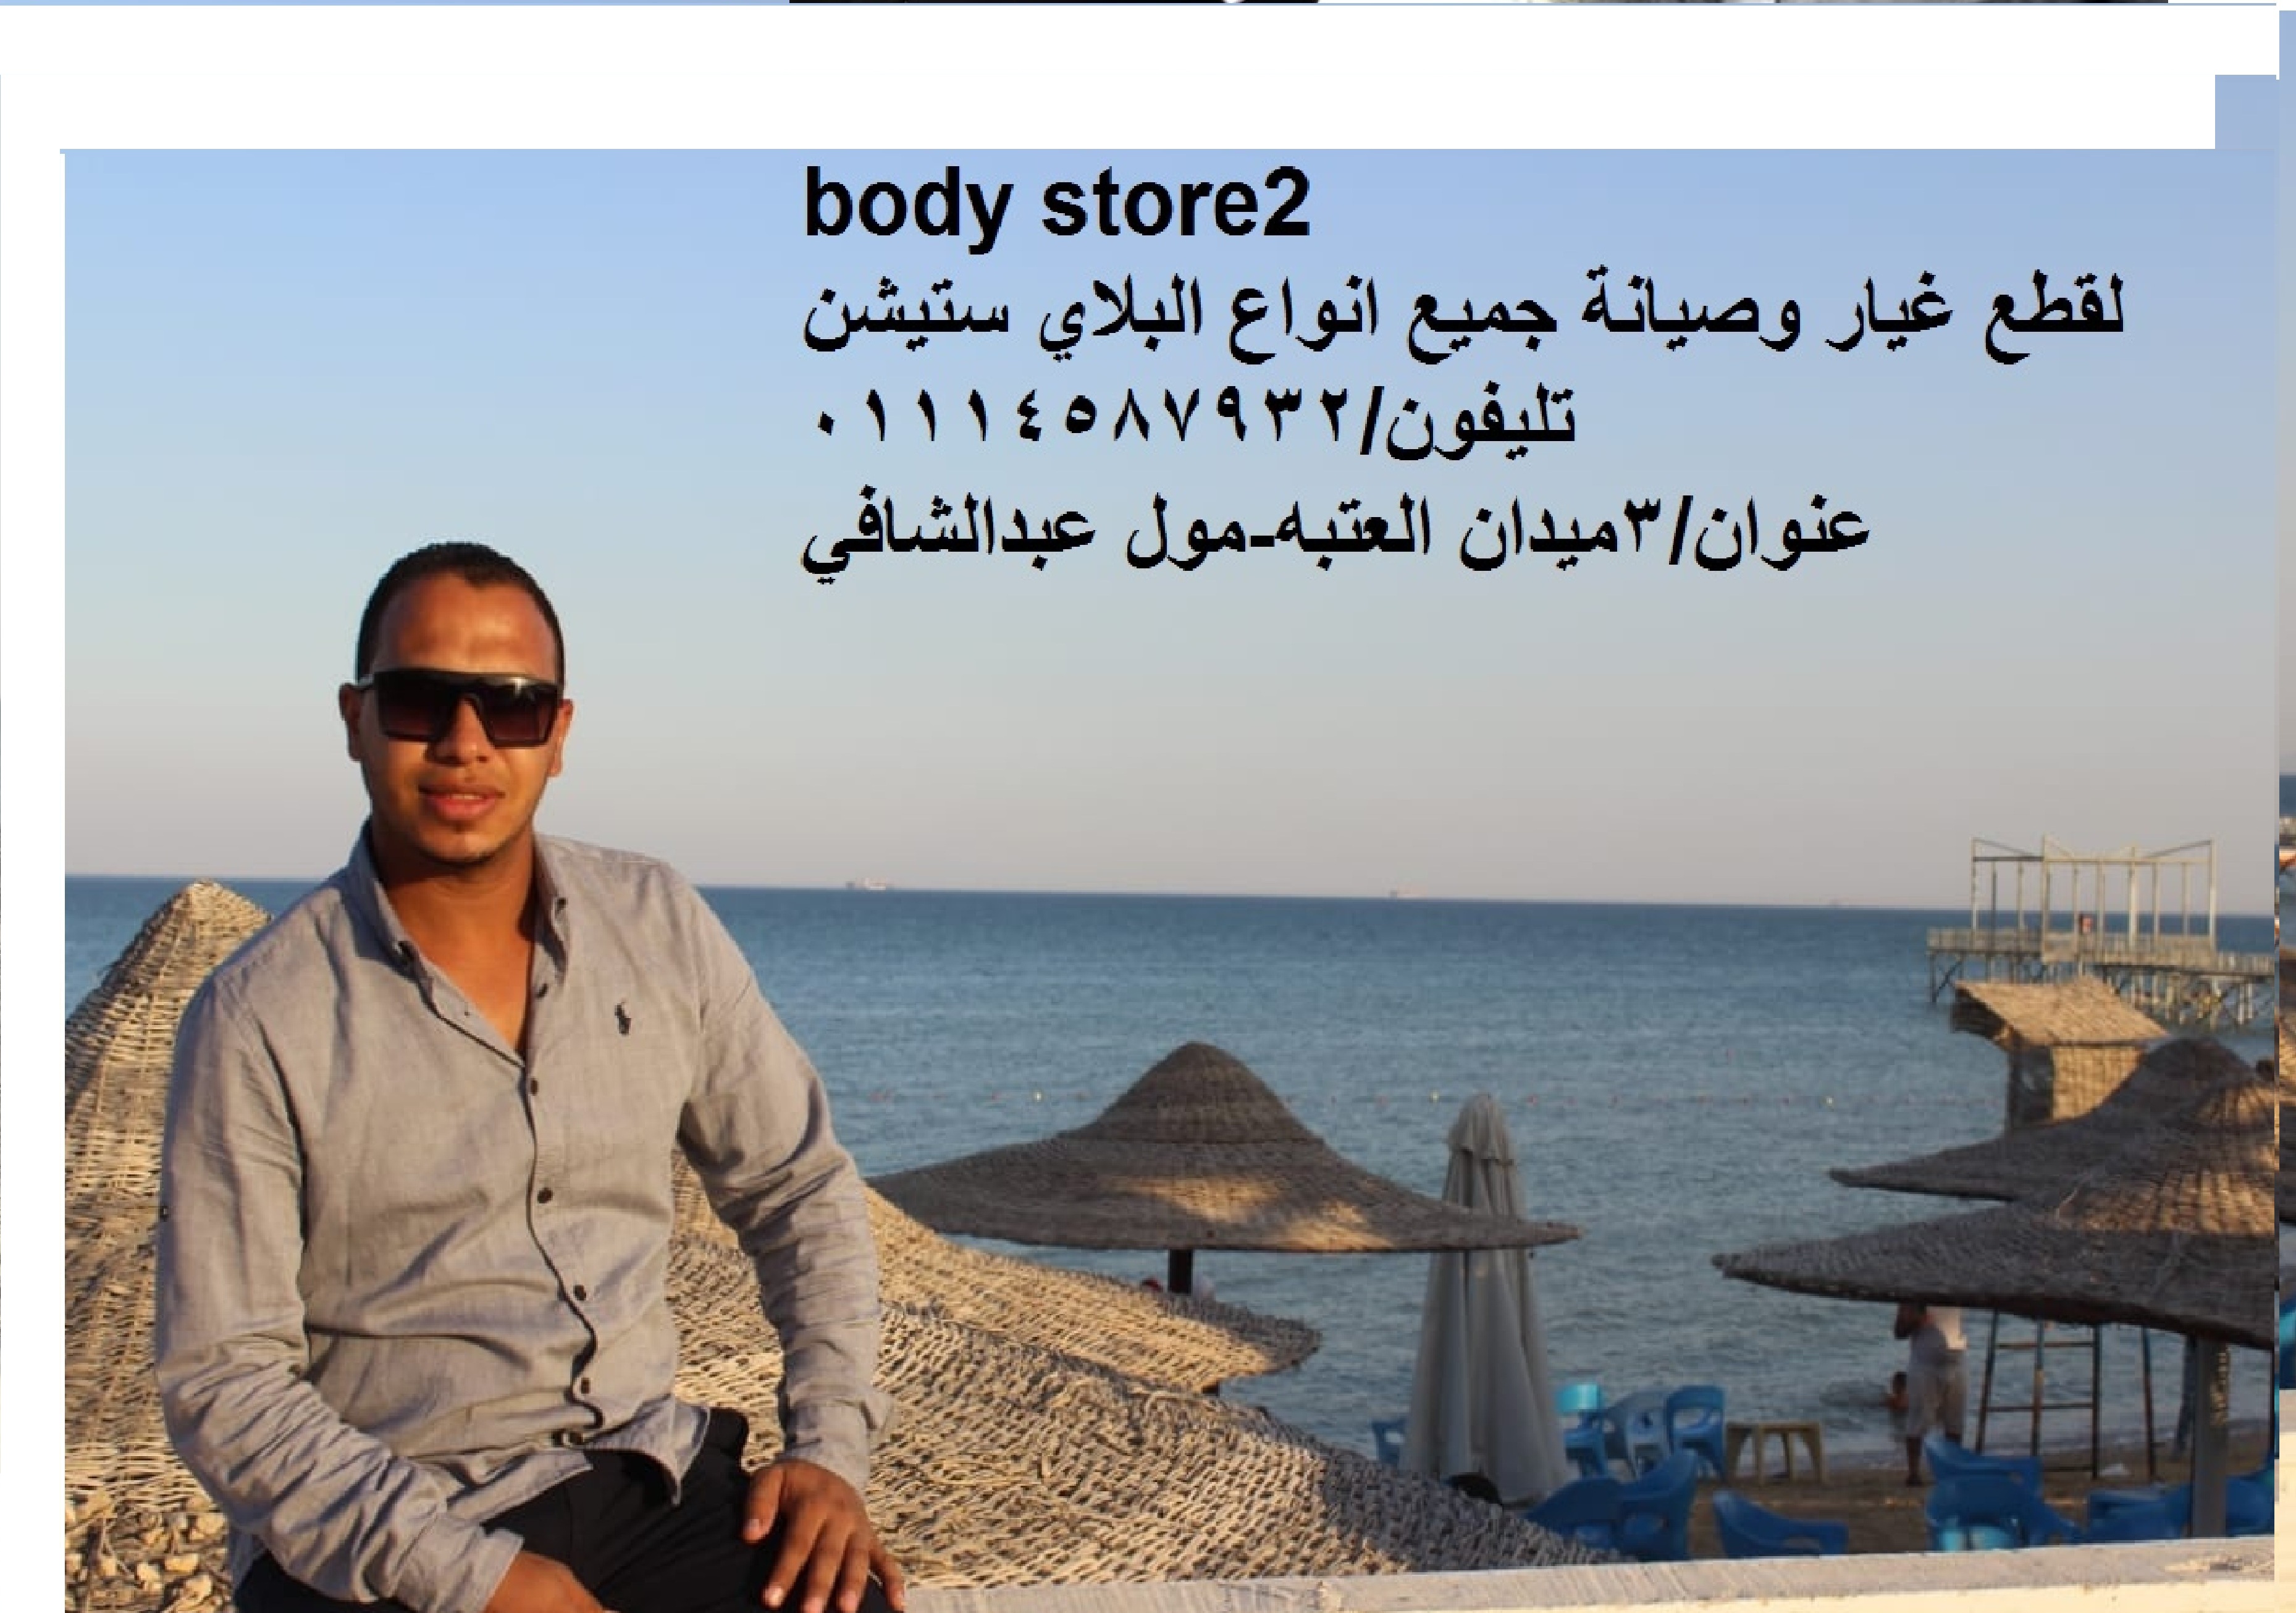 body store2
لقطع غيار وصيانة جميع انواع البلاي ستيشن
تليفون/٠١١١٤٥٨٧٩٣٢
عنوان/٣ميدان العتبه-مول عبدالشافي